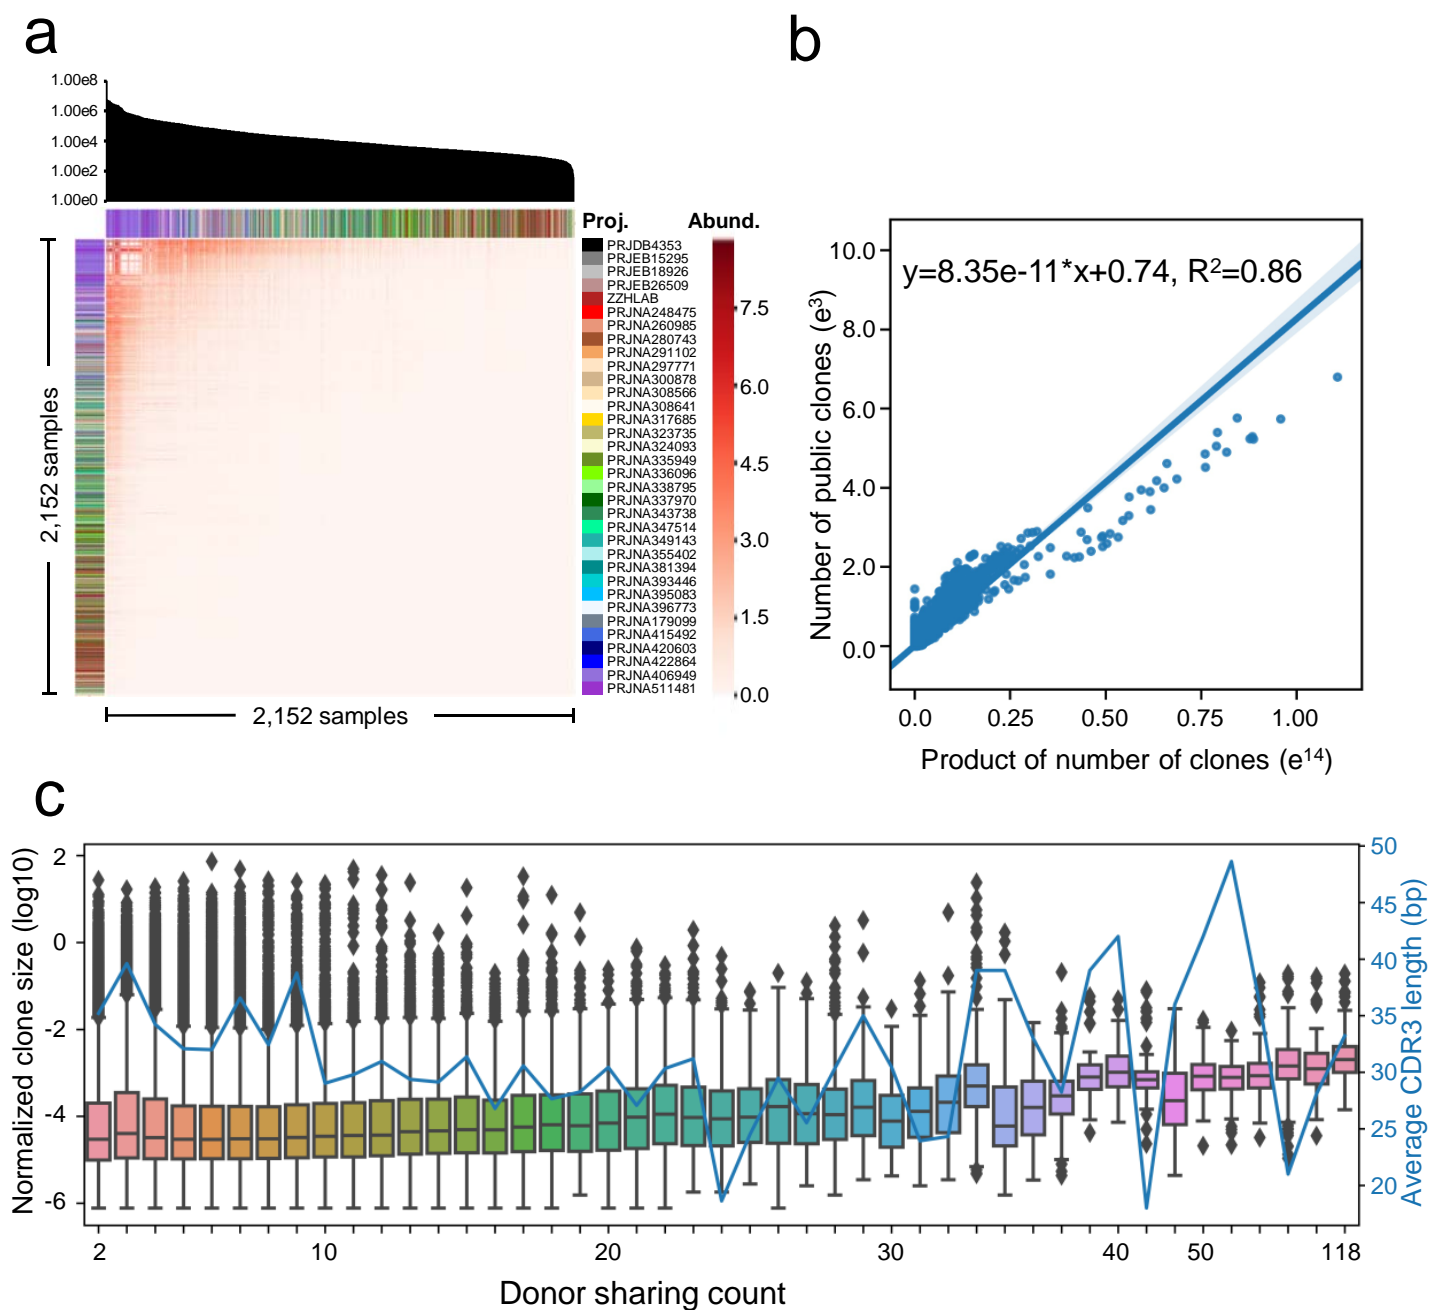 a
1.00e8
1.00e6
1.00e4
1.00e2
1.00e0
2,152 samples
2,152 samples
Proj.
PRJDB4353
PRJEB15295
PRJEB18926
PRJEB26509
ZZHLAB
PRJNA248475
PRJNA260985
PRJNA280743
PRJNA291102
PRJNA297771
PRJNA300878
PRJNA308566
PRJNA308641
PRJNA317685
PRJNA323735
PRJNA324093
PRJNA335949
PRJNA336096
PRJNA338795
PRJNA337970
PRJNA343738
PRJNA347514
PRJNA349143
PRJNA355402
PRJNA381394
PRJNA393446
PRJNA395083
PRJNA396773
PRJNA179099
PRJNA415492
PRJNA420603
PRJNA422864
PRJNA406949
PRJNA511481
Abund.
7.5
6.0
4.5
3.0
1.5
0.0
b
Number of public clones (e³)
10.0
8.0
6.0
4.0
2.0
0.0
y=8.35e-11*x+0.74, R²=0.86
0.0 0.25 0.50 0.75 1.00
Product of number of clones (e¹⁴)
c
Normalized clone size (log10)
2
0
-2
-4
-6
50
45
40
35
30
25
20
Average CDR3 length (bp)
2 10 20 30 40 50 118
Donor sharing count